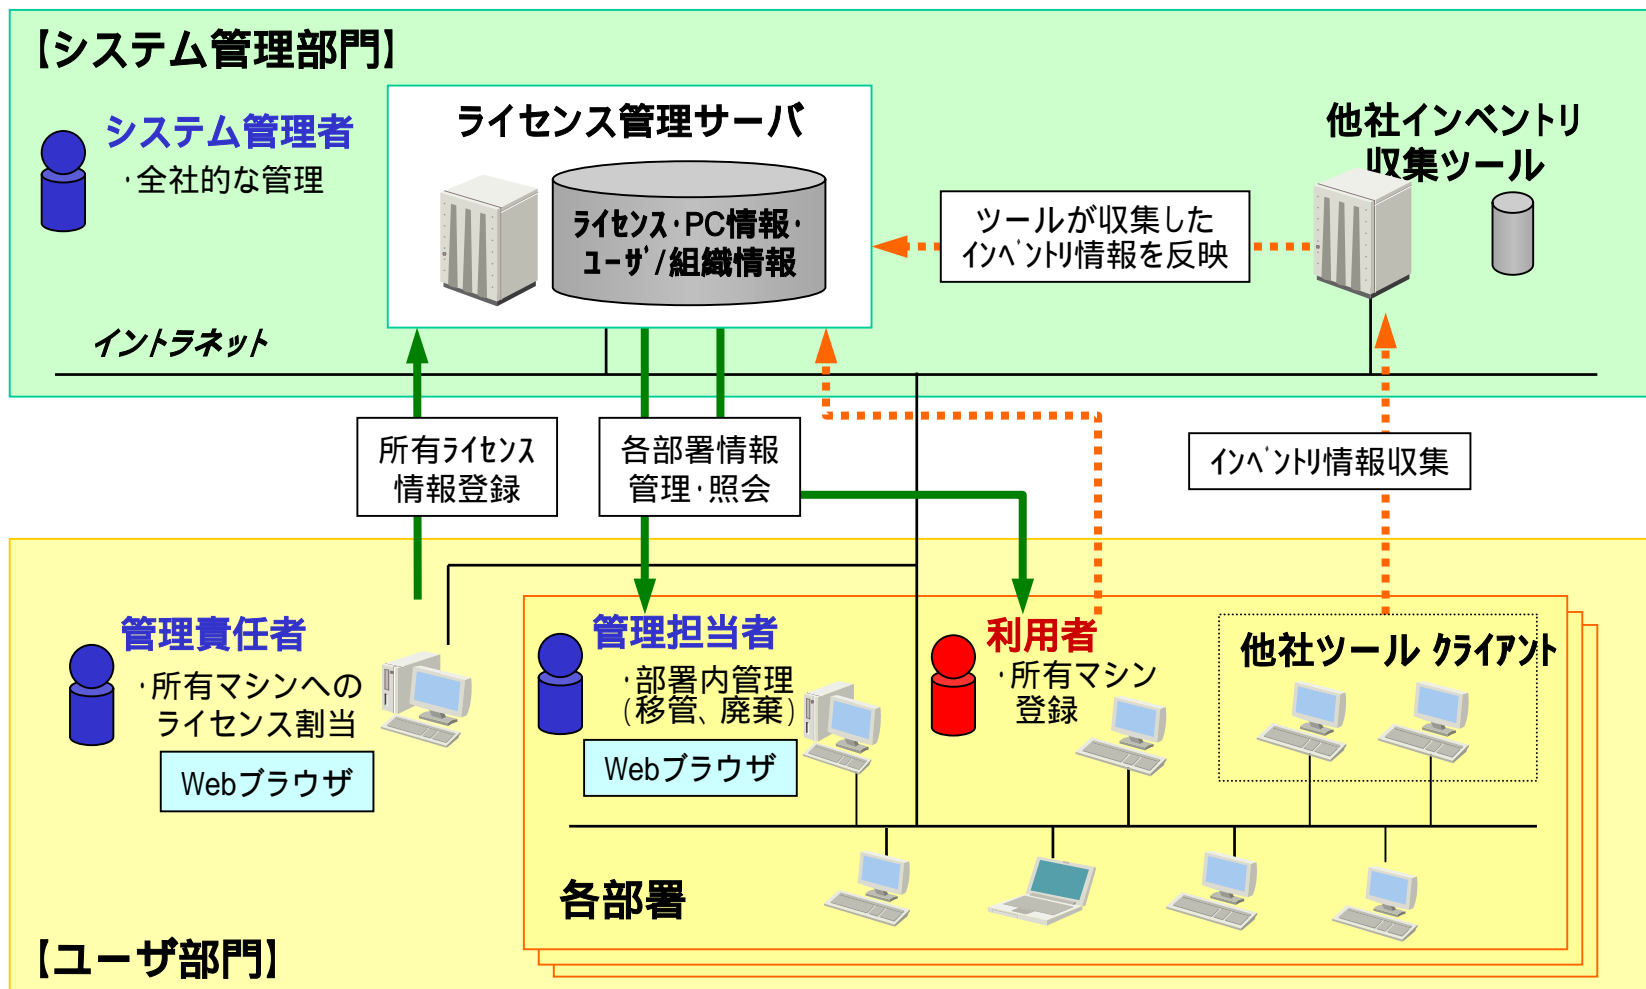 【システム管理部門】
システム管理者
・全社的な管理
ライセンス管理サーバ
ﾗｲｾﾝｽ・PC情報・
ﾕｰｻﾞ/組織情報
ツールが収集した
ｲﾝﾍﾞﾝﾄﾘ情報を反映
他社インベントリ
収集ツール
イントラネット
所有ﾗｲｾﾝｽ
情報登録
各部署情報
管理・照会
ｲﾝﾍﾞﾝﾄﾘ情報収集
管理責任者
・所有マシンへの
ライセンス割当
Webブラウザ
管理担当者
・部署内管理
(移管、廃棄)
Webブラウザ
利用者
・所有マシン
登録
他社ツール ｸﾗｲｱﾝﾄ
各部署
【ユーザ部門】